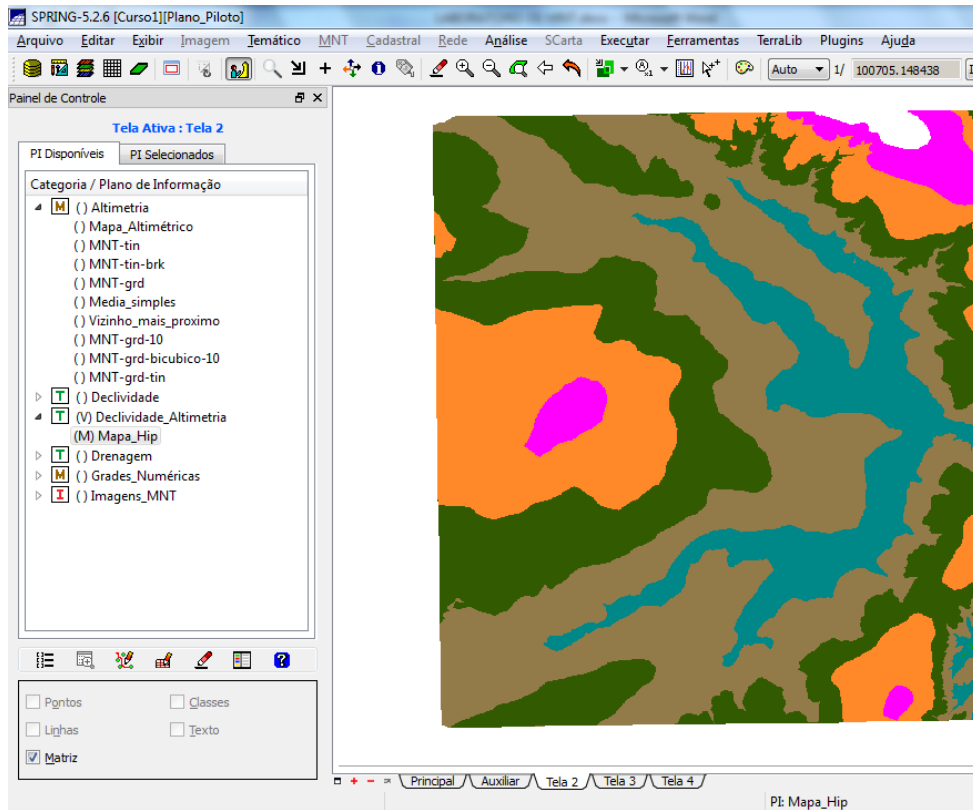 SPRING-5.2.6 [Curso1][Plano_Piloto]
Arquivo Editar Exibir Imagem Temático MNT Cadastral Rede Análise SCarta Executar Ferramentas TerraLib Plugins Ajuda
Auto 1/ 100705.148438
Painel de Controle
Tela Ativa : Tela 2
PI Disponíveis PI Selecionados
Categoria / Plano de Informação
M () Altimetria
() Mapa_Altimétrico
() MNT-tin
() MNT-tin-brk
() MNT-grd
() Media_simples
() Vizinho_mais_proximo
() MNT-grd-10
() MNT-grd-bicubico-10
() MNT-grd-tin
T () Declividade
T (V) Declividade_Altimetria
(M) Mapa_Hip
T () Drenagem
M () Grades_Numéricas
I () Imagens_MNT
Pontos Classes
Linhas Texto
Matriz
Principal Auxiliar Tela 2 Tela 3 Tela 4
PI: Mapa_Hip